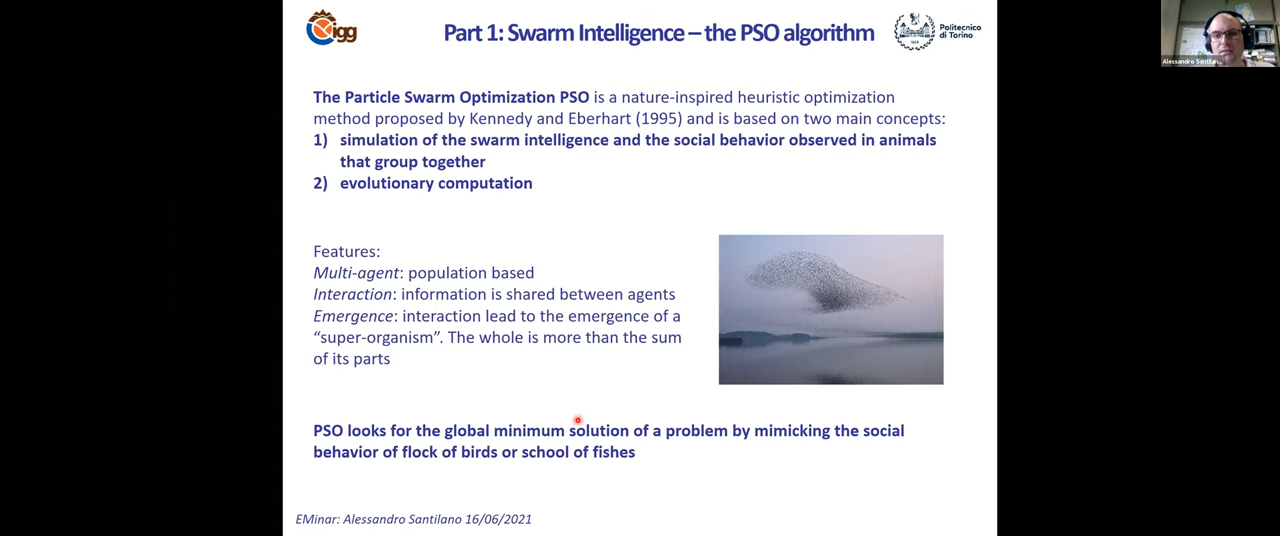 igg
Part 1: Swarm Intelligence – the PSO algorithm
Politecnico
di Torino
The Particle Swarm Optimization PSO is a nature-inspired heuristic optimization
method proposed by Kennedy and Eberhart (1995) and is based on two main concepts:
1) simulation of the swarm intelligence and the social behavior observed in animals
that group together
2) evolutionary computation
Features:
Multi-agent: population based
Interaction: information is shared between agents
Emergence: interaction lead to the emergence of a
“super-organism”. The whole is more than the sum
of its parts
PSO looks for the global minimum solution of a problem by mimicking the social
behavior of flock of birds or school of fishes
EMinar: Alessandro Santilano 16/06/2021
Alessandro Santilan...